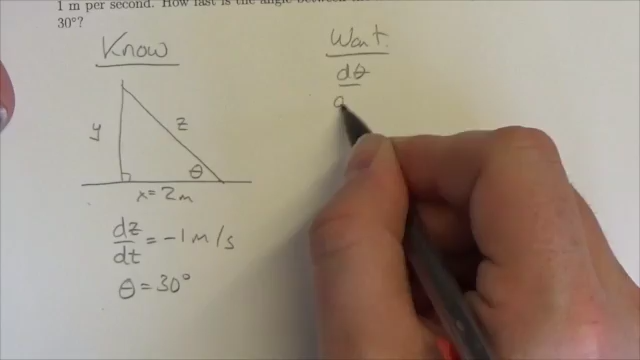 1 m per second. How fast is the angle between
30°?
Know
Want:
y
z
θ
x = 2m
dθ
d
dz
dt
= -1 m/s
θ = 30°